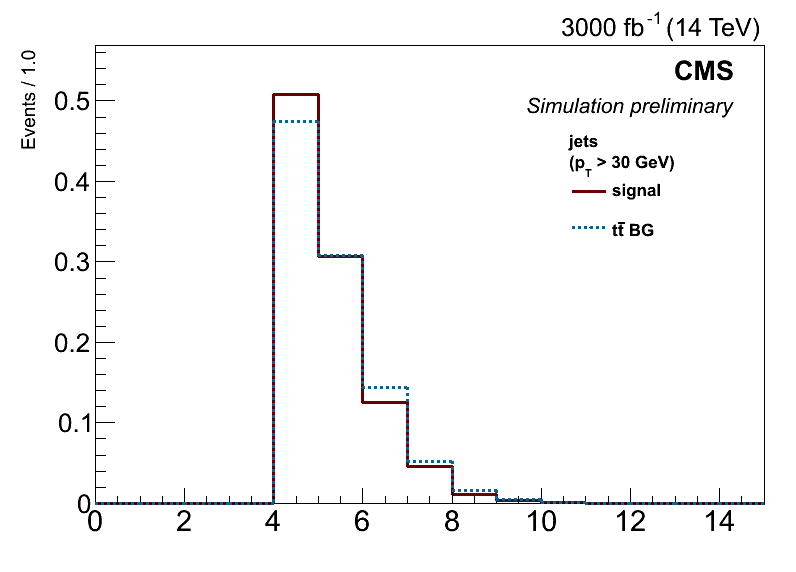 3000 fb-1 (14 TeV)
Events / 1.0
CMS
Simulation preliminary
jets
(pT > 30 GeV)
signal
tt̄ BG
0.5
0.4
0.3
0.2
0.1
0
0 2 4 6 8 10 12 14